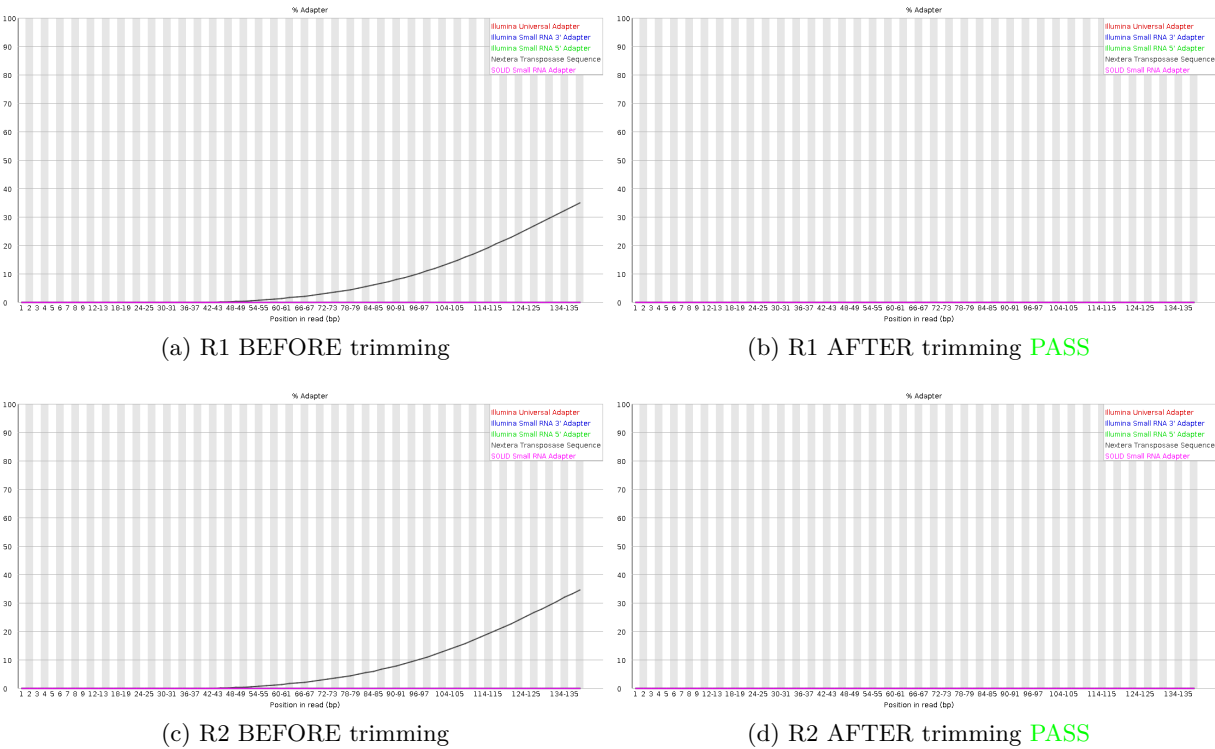 % Adapter
Illumina Universal Adapter
Illumina Small RNA 3' Adapter
Illumina Small RNA 5' Adapter
Nextera Transposase Sequence
SOLID Small RNA Adapter
100
90
80
70
60
50
40
30
20
10
0
1 2 3 4 5 6 7 8 9 12-13 18-19 24-25 30-31 36-37 42-43 48-49 54-55 60-61 66-67 72-73 78-79 84-85 90-91 96-97 104-105 114-115 124-125 134-135
Position in read (bp)
(a) R1 BEFORE trimming
% Adapter
Illumina Universal Adapter
Illumina Small RNA 3' Adapter
Illumina Small RNA 5' Adapter
Nextera Transposase Sequence
SOLID Small RNA Adapter
100
90
80
70
60
50
40
30
20
10
0
1 2 3 4 5 6 7 8 9 12-13 18-19 24-25 30-31 36-37 42-43 48-49 54-55 60-61 66-67 72-73 78-79 84-85 90-91 96-97 104-105 114-115 124-125 134-135
Position in read (bp)
(b) R1 AFTER trimming PASS
% Adapter
Illumina Universal Adapter
Illumina Small RNA 3' Adapter
Illumina Small RNA 5' Adapter
Nextera Transposase Sequence
SOLID Small RNA Adapter
100
90
80
70
60
50
40
30
20
10
0
1 2 3 4 5 6 7 8 9 12-13 18-19 24-25 30-31 36-37 42-43 48-49 54-55 60-61 66-67 72-73 78-79 84-85 90-91 96-97 104-105 114-115 124-125 134-135
Position in read (bp)
(c) R2 BEFORE trimming
% Adapter
Illumina Universal Adapter
Illumina Small RNA 3' Adapter
Illumina Small RNA 5' Adapter
Nextera Transposase Sequence
SOLID Small RNA Adapter
100
90
80
70
60
50
40
30
20
10
0
1 2 3 4 5 6 7 8 9 12-13 18-19 24-25 30-31 36-37 42-43 48-49 54-55 60-61 66-67 72-73 78-79 84-85 90-91 96-97 104-105 114-115 124-125 134-135
Position in read (bp)
(d) R2 AFTER trimming PASS